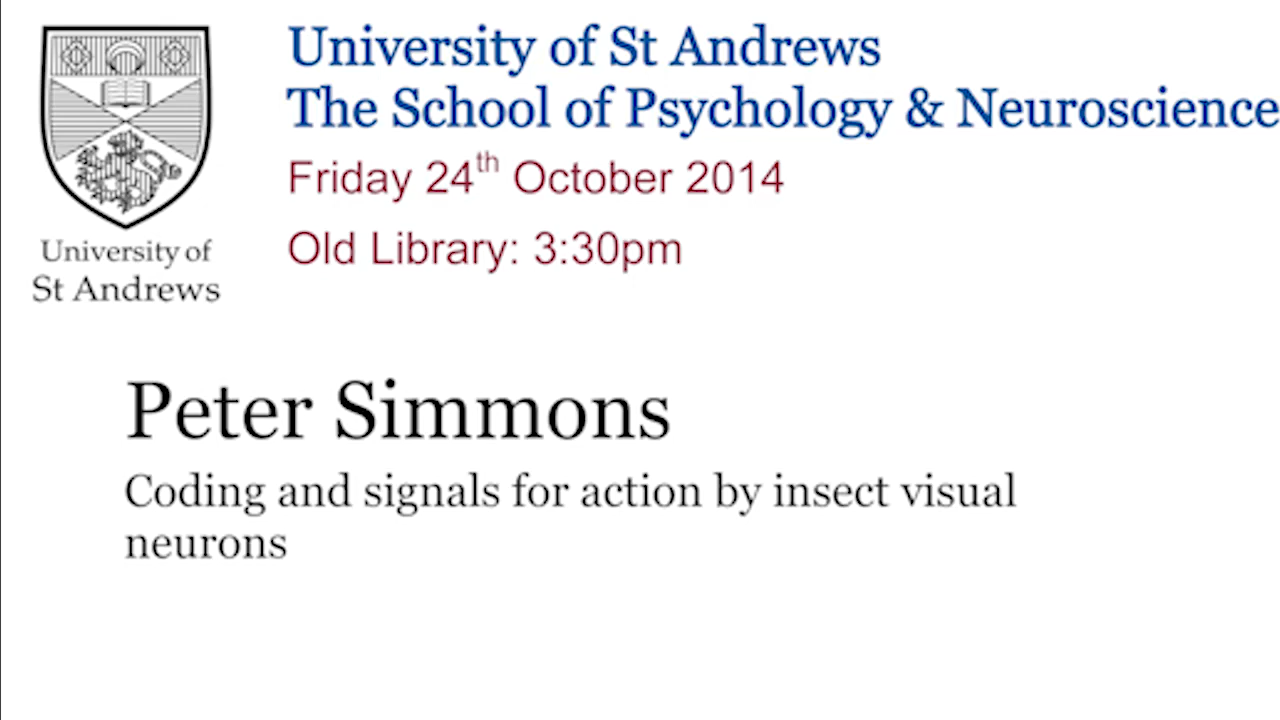 University of St Andrews
The School of Psychology & Neuroscience
Friday 24th October 2014
Old Library: 3:30pm
University of
St Andrews
Peter Simmons
Coding and signals for action by insect visual
neurons